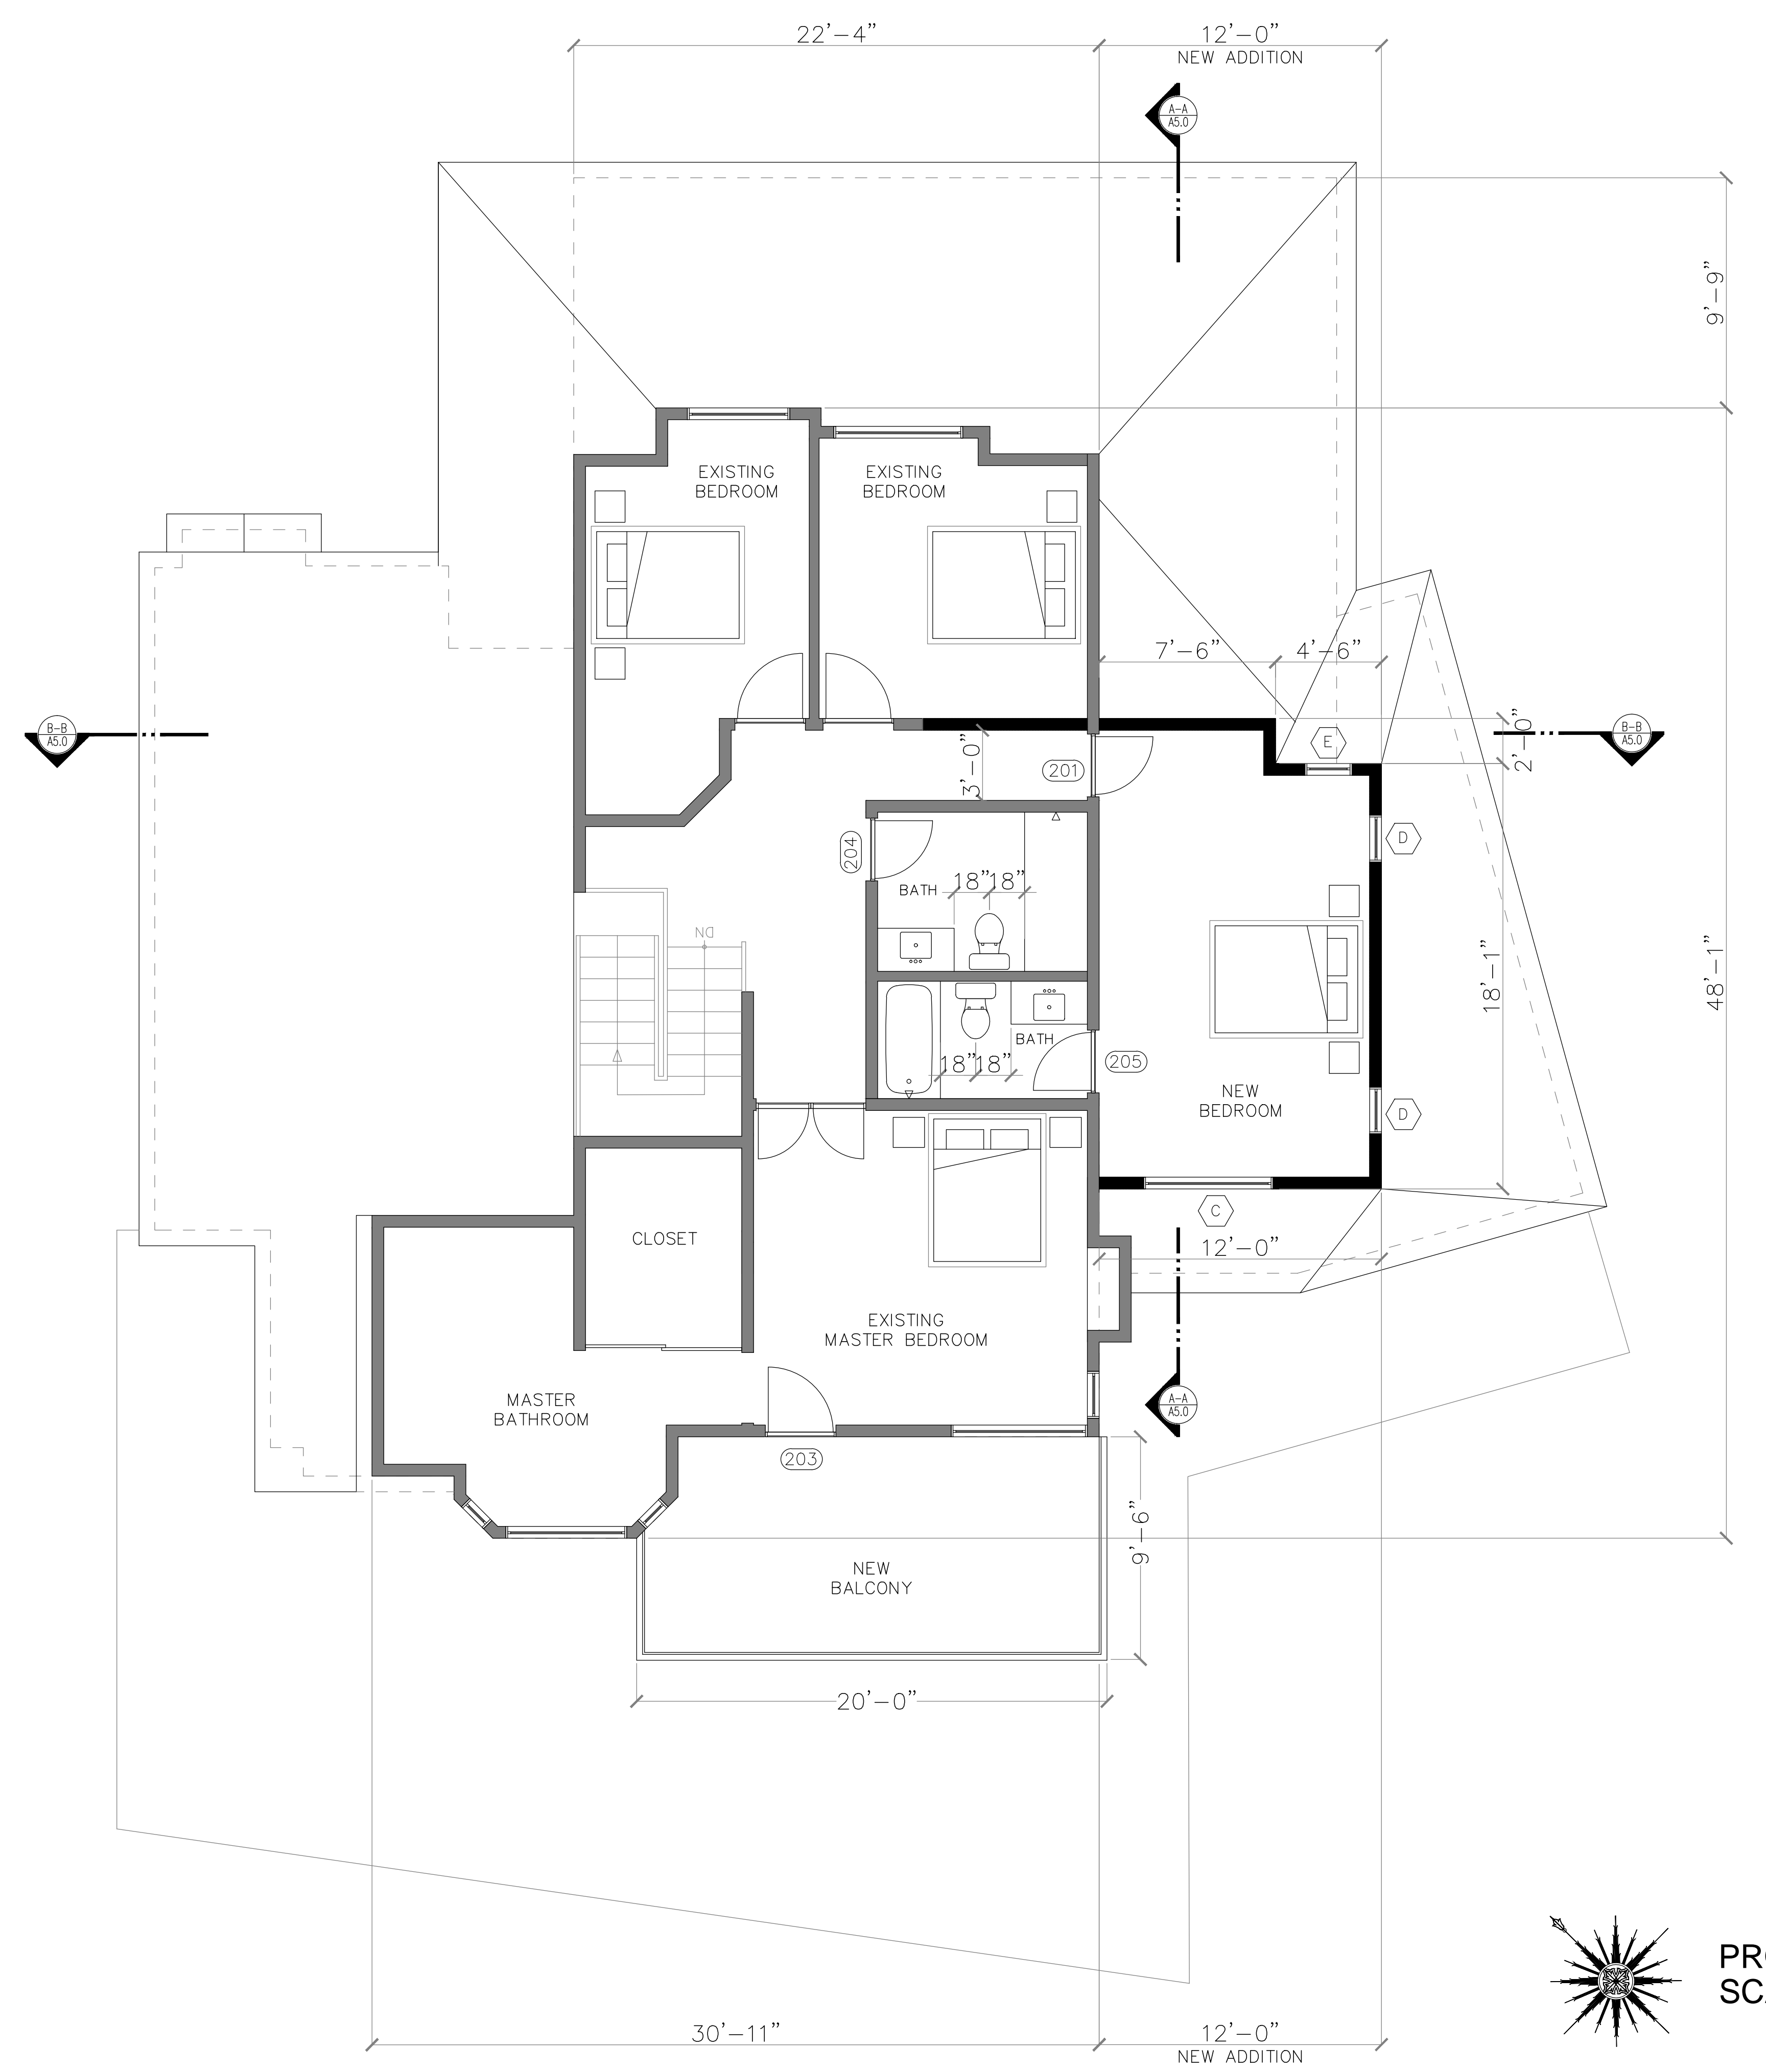 22'-4"
12'-0"
NEW ADDITION
A-A
A5.0
9'-9"
EXISTING
BEDROOM
EXISTING
BEDROOM
7'-6"
4'-6"
B-B
A5.0
3'-0"
201
E
2'-0"
B-B
A5.0
204
D
BATH
18"
18"
DN
18'-1"
48'-1"
BATH
18"
18"
205
NEW
BEDROOM
D
C
CLOSET
12'-0"
EXISTING
MASTER BEDROOM
MASTER
BATHROOM
A-A
A5.0
203
9'-6"
NEW
BALCONY
20'-0"
30'-11"
12'-0"
NEW ADDITION